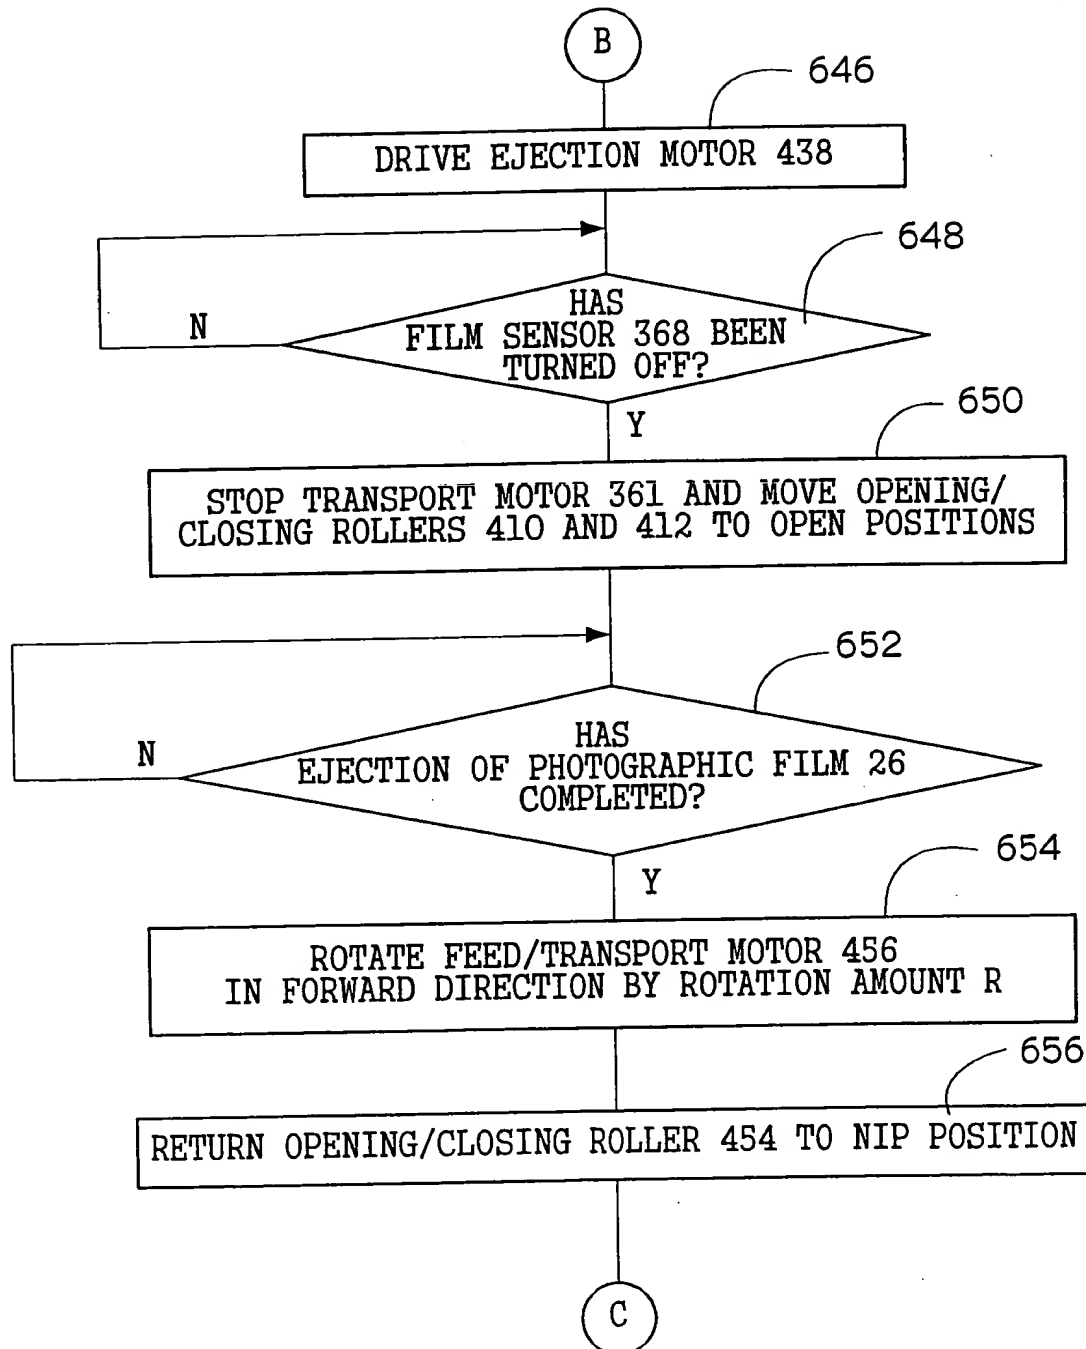 B
646
DRIVE EJECTION MOTOR 438
648
HAS
FILM SENSOR 368 BEEN
TURNED OFF?
N
Y
650
STOP TRANSPORT MOTOR 361 AND MOVE OPENING/
CLOSING ROLLERS 410 AND 412 TO OPEN POSITIONS
652
HAS
EJECTION OF PHOTOGRAPHIC FILM 26
COMPLETED?
N
Y
654
ROTATE FEED/TRANSPORT MOTOR 456
IN FORWARD DIRECTION BY ROTATION AMOUNT R
656
RETURN OPENING/CLOSING ROLLER 454 TO NIP POSITION
C